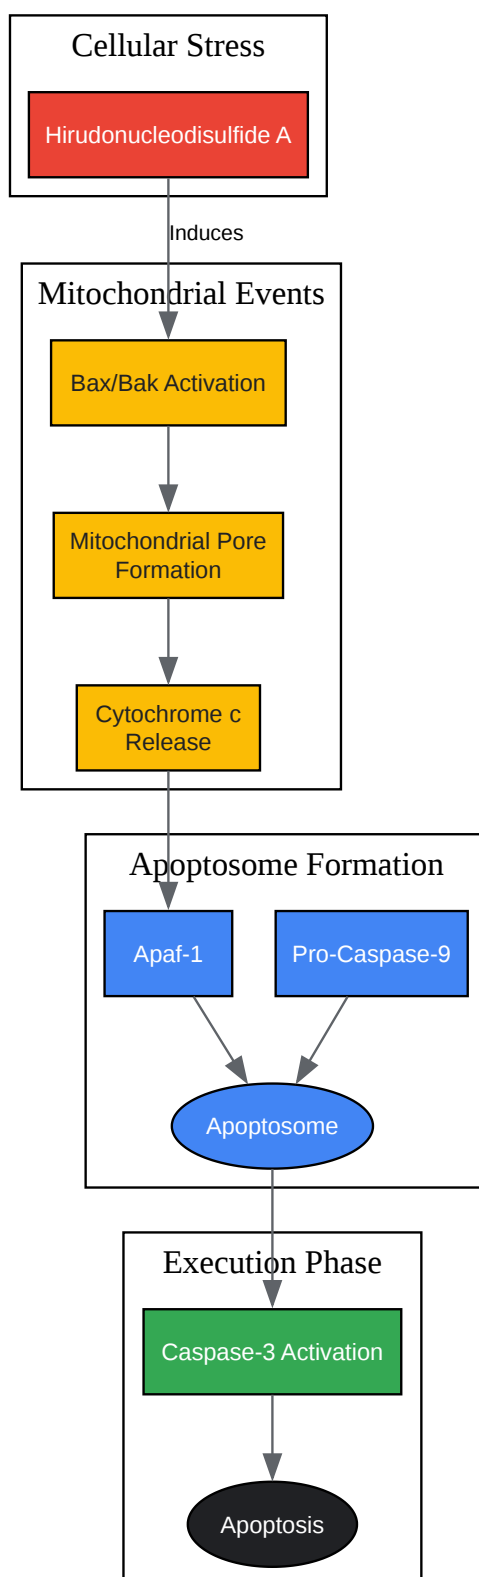 Cellular Stress
Hirudonucleodisulfide A
Induces
Mitochondrial Events
Bax/Bak Activation
Mitochondrial Pore
Formation
Cytochrome c
Release
Apoptosome Formation
Apaf-1
Pro-Caspase-9
Apoptosome
Execution Phase
Caspase-3 Activation
Apoptosis